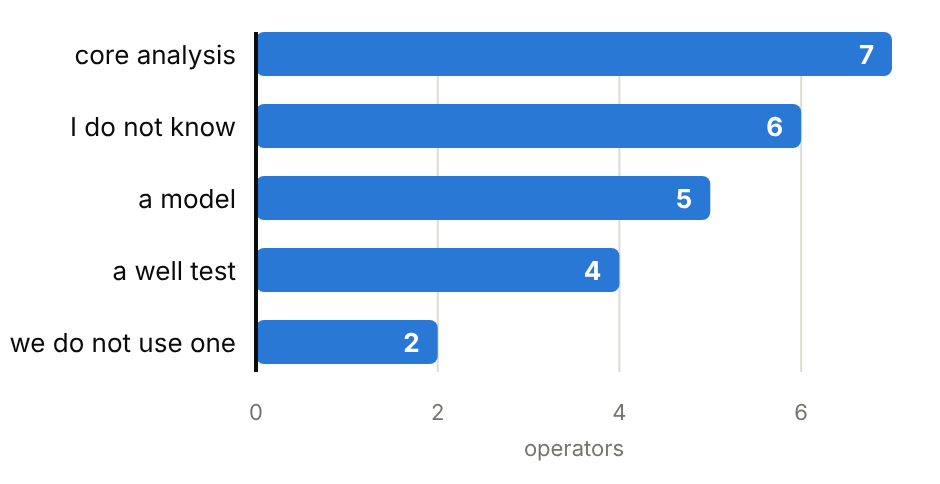 core analysis 7
I do not know 6
a model 5
a well test 4
we do not use one 2
0 2 4 6
operators